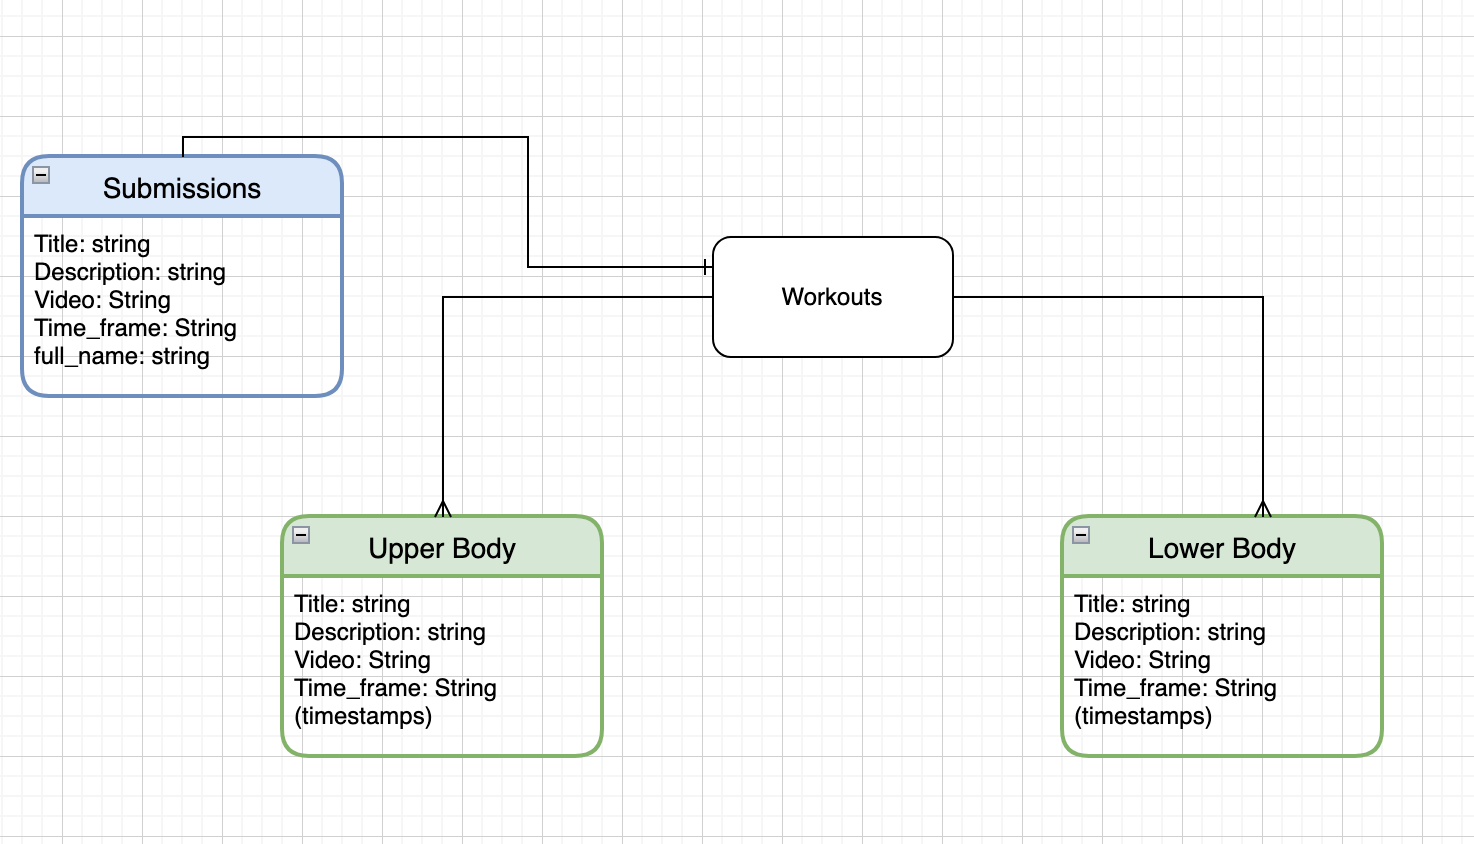 Submissions
Title: string
Description: string
Video: String
Time_frame: String
full_name: string
Workouts
Upper Body
Title: string
Description: string
Video: String
Time_frame: String
(timestamps)
Lower Body
Title: string
Description: string
Video: String
Time_frame: String
(timestamps)